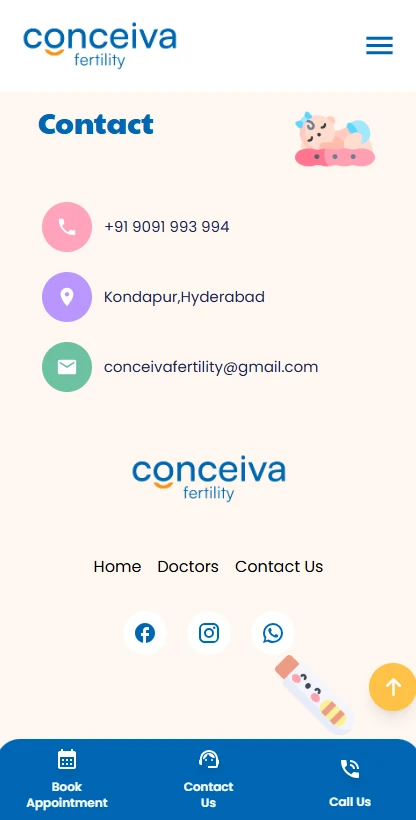 conceiva
fertility
Contact
+91 9091 993 994
Kondapur,Hyderabad
conceivafertility@gmail.com
conceiva
fertility
Home Doctors Contact Us
Book
Appointment
Contact
Us
Call Us